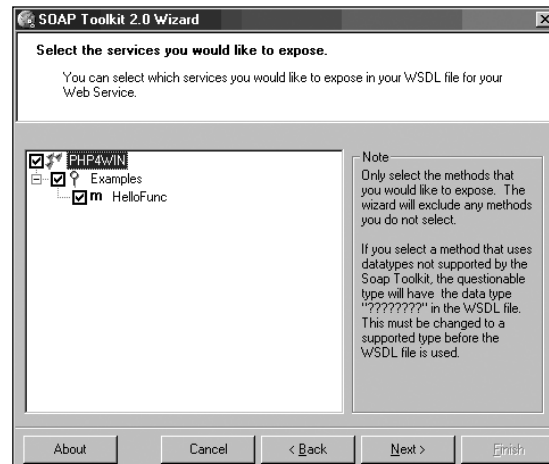 SOAP Toolkit 2.0 Wizard
Select the services you would like to expose.
You can select which services you would like to expose in your WSDL file for your
Web Service.
PHP4WIN
Examples
m HelloFunc
Note
Only select the methods that
you would like to expose. The
wizard will exclude any methods
you do not select.
If you select a method that uses
datatypes not supported by the
Soap Toolkit, the questionable
type will have the data type
"????????" in the WSDL file.
This must be changed to a
supported type before the
WSDL file is used.
About
Cancel
< Back
Next >
Finish